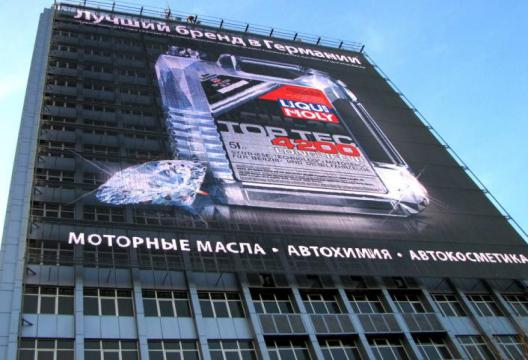 Лучший бренд в Германии
LIQUI
MOLY
TOP TEC
4200
5L
МОТОРНЫЕ МАСЛА • АВТОХИМИЯ • АВТОКОСМЕТИКА